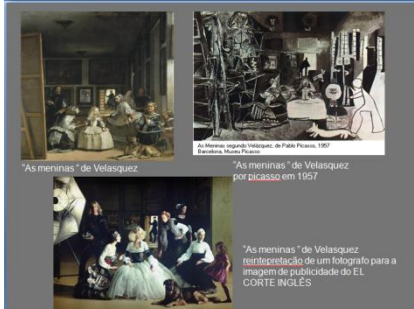 As Meninas segundo Velázquez, de Pablo Picasso, 1957
Barcelona, Museu Picasso
"As meninas " de Velasquez
"As meninas " de Velasquez
por picasso em 1957
"As meninas " de Velasquez
reintepretação de um fotografo para a
imagem de publicidade do EL
CORTE INGLÊS